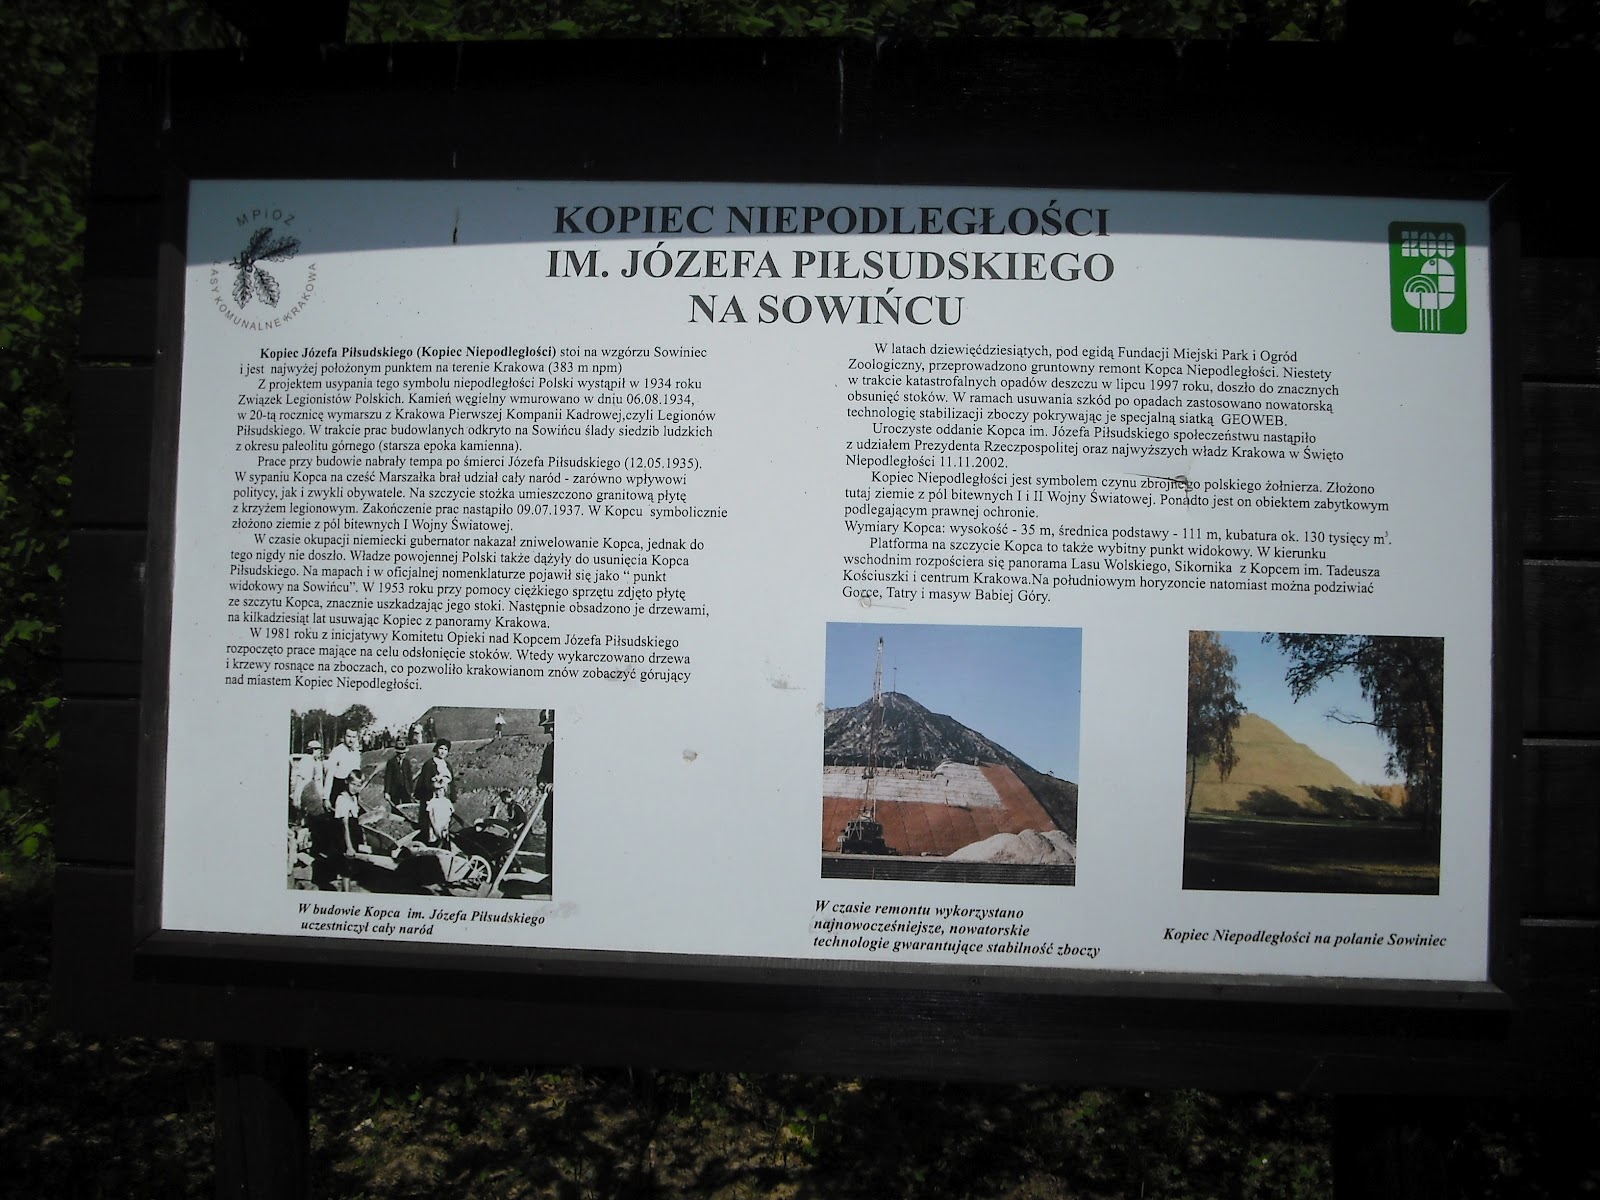 MPiOZ
LASY KOMUNALNE KRAKOWA
KOPIEC NIEPODLEGŁOŚCI
IM. JÓZEFA PIŁSUDSKIEGO
NA SOWIŃCU
ZOO
Kopiec Józefa Piłsudskiego (Kopiec Niepodległości) stoi na wzgórzu Sowiniec
i jest najwyżej położonym punktem na terenie Krakowa (383 m npm)
Z projektem usypania tego symbolu niepodległości Polski wystąpił w 1934 roku
Związek Legionistów Polskich. Kamień węgielny wmurowano w dniu 06.08.1934,
w 20-tą rocznicę wymarszu z Krakowa Pierwszej Kompanii Kadrowej,czyli Legionów
Piłsudskiego. W trakcie prac budowlanych odkryto na Sowińcu ślady siedzib ludzkich
z okresu paleolitu górnego (starsza epoka kamienna).
Prace przy budowie nabrały tempa po śmierci Józefa Piłsudskiego (12.05.1935).
W sypaniu Kopca na cześć Marszałka brał udział cały naród - zarówno wpływowi
politycy, jak i zwykli obywatele. Na szczycie stożka umieszczono granitową płytę
z krzyżem legionowym. Zakończenie prac nastąpiło 09.07.1937. W Kopcu symbolicznie
złożono ziemie z pól bitewnych I Wojny Światowej.
W czasie okupacji niemiecki gubernator nakazał zniwelowanie Kopca, jednak do
tego nigdy nie doszło. Władze powojennej Polski także dążyły do usunięcia Kopca
Piłsudskiego. Na mapach i w oficjalnej nomenklaturze pojawił się jako “ punkt
widokowy na Sowińcu”. W 1953 roku przy pomocy ciężkiego sprzętu zdjęto płytę
ze szczytu Kopca, znacznie uszkadzając jego stoki. Następnie obsadzono je drzewami,
na kilkadziesiąt lat usuwając Kopiec z panoramy Krakowa.
W 1981 roku z inicjatywy Komitetu Opieki nad Kopcem Józefa Piłsudskiego
rozpoczęto prace mające na celu odsłonięcie stoków. Wtedy wykarczowano drzewa
i krzewy rosnące na zboczach, co pozwoliło krakowianom znów zobaczyć górujący
nad miastem Kopiec Niepodległości.
W budowie Kopca im. Józefa Piłsudskiego
uczestniczył cały naród
W latach dziewięćdziesiątych, pod egidą Fundacji Miejski Park i Ogród
Zoologiczny, przeprowadzono gruntowny remont Kopca Niepodległości. Niestety
w trakcie katastrofalnych opadów deszczu w lipcu 1997 roku, doszło do znacznych
obsunięć stoków. W ramach usuwania szkód po opadach zastosowano nowatorską
technologię stabilizacji zboczy pokrywając je specjalną siatką GEOWEB.
Uroczyste oddanie Kopca im. Józefa Piłsudskiego społeczeństwu nastąpiło
z udziałem Prezydenta Rzeczpospolitej oraz najwyższych władz Krakowa w Święto
NIepodległości 11.11.2002.
Kopiec Niepodległości jest symbolem czynu zbrojnego polskiego żołnierza. Złożono
tutaj ziemie z pól bitewnych I i II Wojny Światowej. Ponadto jest on obiektem zabytkowym
podlegającym prawnej ochronie.
Wymiary Kopca: wysokość - 35 m, średnica podstawy - 111 m, kubatura ok. 130 tysięcy m³.
Platforma na szczycie Kopca to także wybitny punkt widokowy. W kierunku
wschodnim rozpościera się panorama Lasu Wolskiego, Sikornika z Kopcem im. Tadeusza
Kościuszki i centrum Krakowa.Na południowym horyzoncie natomiast można podziwiać
Gorce, Tatry i masyw Babiej Góry.
W czasie remontu wykorzystano
najnowocześniejsze, nowatorskie
technologie gwarantujące stabilność zboczy
Kopiec Niepodległości na polanie Sowiniec